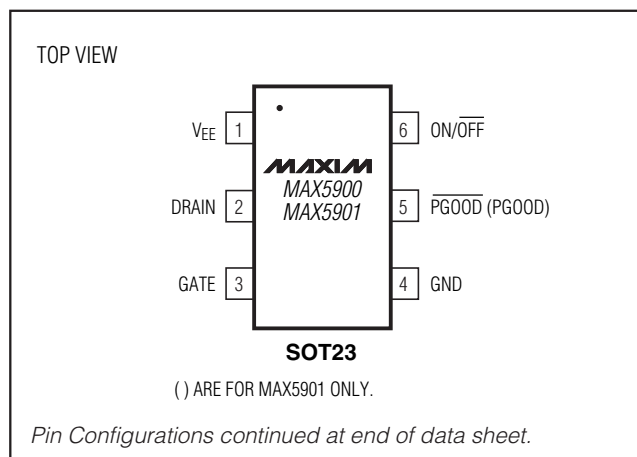 TOP VIEW
VEE 1
6 ON/OFF
MAXIM
MAX5900
MAX5901
DRAIN 2
5 PGOOD (PGOOD)
GATE 3
4 GND
SOT23
( ) ARE FOR MAX5901 ONLY.
Pin Configurations continued at end of data sheet.